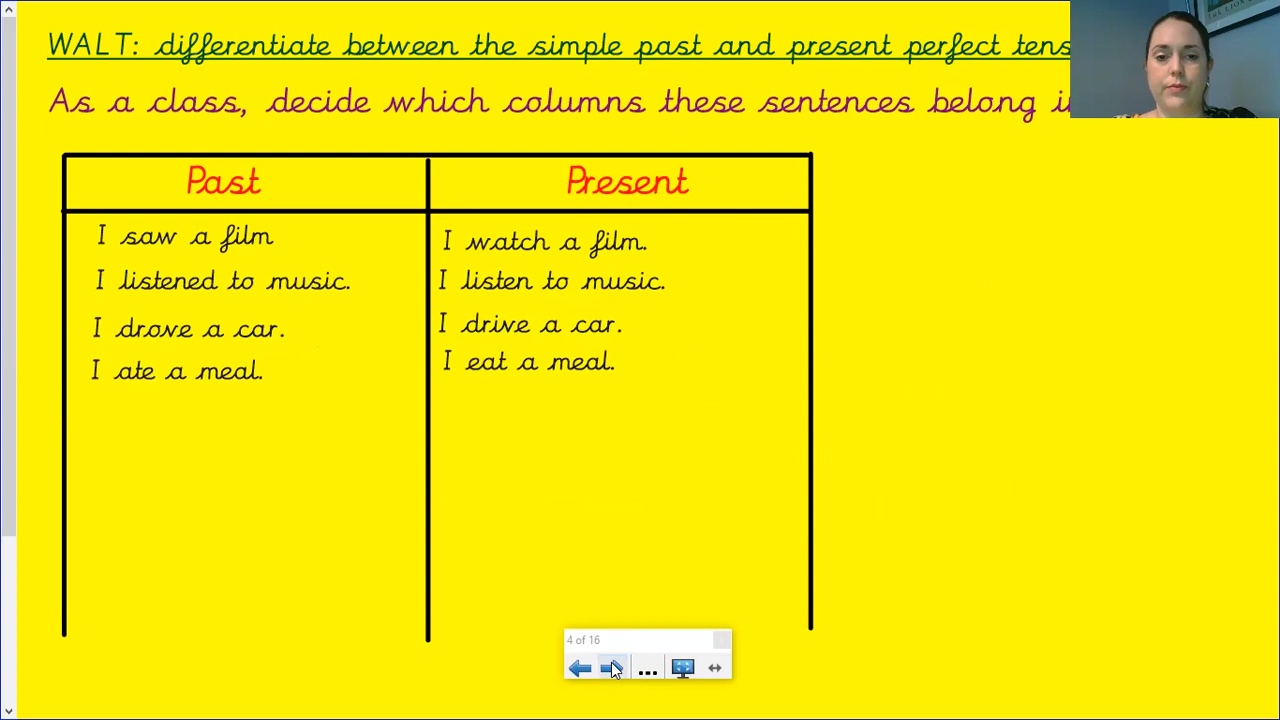 WALT: differentiate between the simple past and present perfect
As a class, decide which columns these sentences belong
Past Present
I saw a film I watch a film.
I listened to music. I listen to music.
I drove a car. I drive a car.
I ate a meal. I eat a meal.
4 of 16